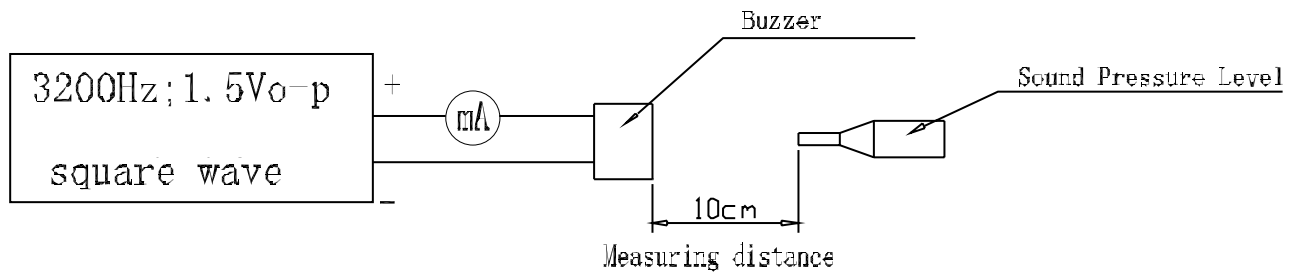 Buzzer
3200Hz;1.5Vo-p
square wave
+
mA
Sound Pressure Level
10cm
Measuring distance